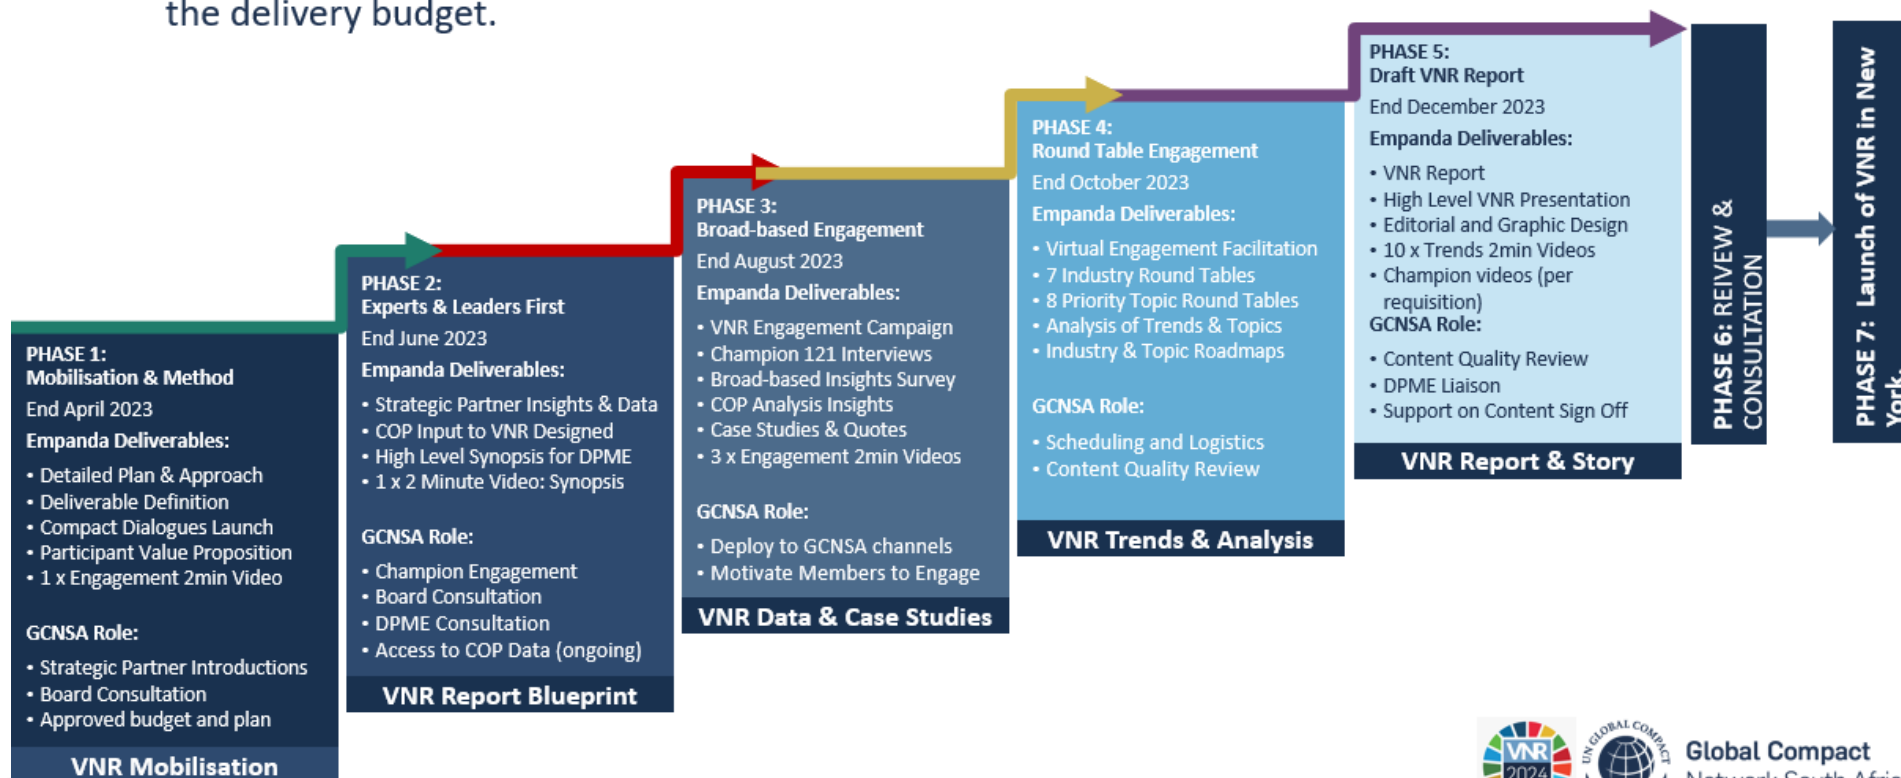 the delivery budget.
PHASE 1:
Mobilisation & Method
End April 2023
Empanda Deliverables:
• Detailed Plan & Approach
• Deliverable Definition
• Compact Dialogues Launch
• Participant Value Proposition
• 1 x Engagement 2min Video
GCNSA Role:
• Strategic Partner Introductions
• Board Consultation
• Approved budget and plan
VNR Mobilisation
PHASE 2:
Experts & Leaders First
End June 2023
Empanda Deliverables:
• Strategic Partner Insights & Data
• COP Input to VNR Designed
• High Level Synopsis for DPME
• 1 x 2 Minute Video: Synopsis
GCNSA Role:
• Champion Engagement
• Board Consultation
• DPME Consultation
• Access to COP Data (ongoing)
VNR Report Blueprint
PHASE 3:
Broad-based Engagement
End August 2023
Empanda Deliverables:
• VNR Engagement Campaign
• Champion 121 Interviews
• Broad-based Insights Survey
• COP Analysis Insights
• Case Studies & Quotes
• 3 x Engagement 2min Videos
GCNSA Role:
• Deploy to GCNSA channels
• Motivate Members to Engage
VNR Data & Case Studies
PHASE 4:
Round Table Engagement
End October 2023
Empanda Deliverables:
• Virtual Engagement Facilitation
• 7 Industry Round Tables
• 8 Priority Topic Round Tables
• Analysis of Trends & Topics
• Industry & Topic Roadmaps
GCNSA Role:
• Scheduling and Logistics
• Content Quality Review
VNR Trends & Analysis
PHASE 5:
Draft VNR Report
End December 2023
Empanda Deliverables:
• VNR Report
• High Level VNR Presentation
• Editorial and Graphic Design
• 10 x Trends 2min Videos
• Champion videos (per
requisition)
GCNSA Role:
• Content Quality Review
• DPME Liaison
• Support on Content Sign Off
VNR Report & Story
PHASE 6: REIVEW &
CONSULTATION
PHASE 7: Launch of VNR in New
York.
VNR
2024
UN GLOBAL COMPACT
Global Compact
Network South Africa